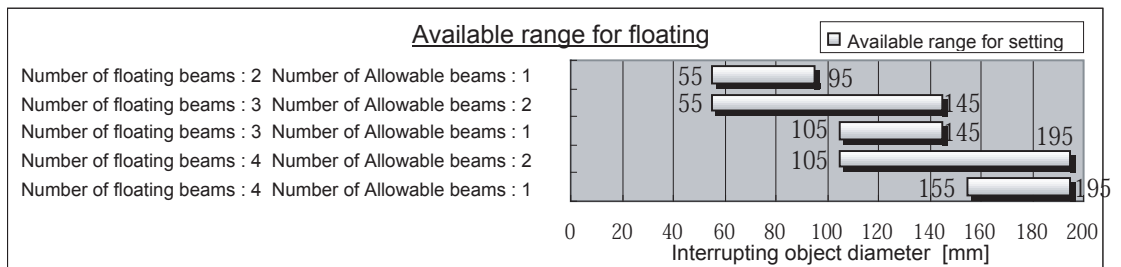 Available range for floating
Available range for setting
Number of floating beams : 2 Number of Allowable beams : 1
55 95
Number of floating beams : 3 Number of Allowable beams : 2
55 145
Number of floating beams : 3 Number of Allowable beams : 1
105 145
Number of floating beams : 4 Number of Allowable beams : 2
105 195
Number of floating beams : 4 Number of Allowable beams : 1
155 195
0 20 40 60 80 100 120 140 160 180 200
Interrupting object diameter [mm]